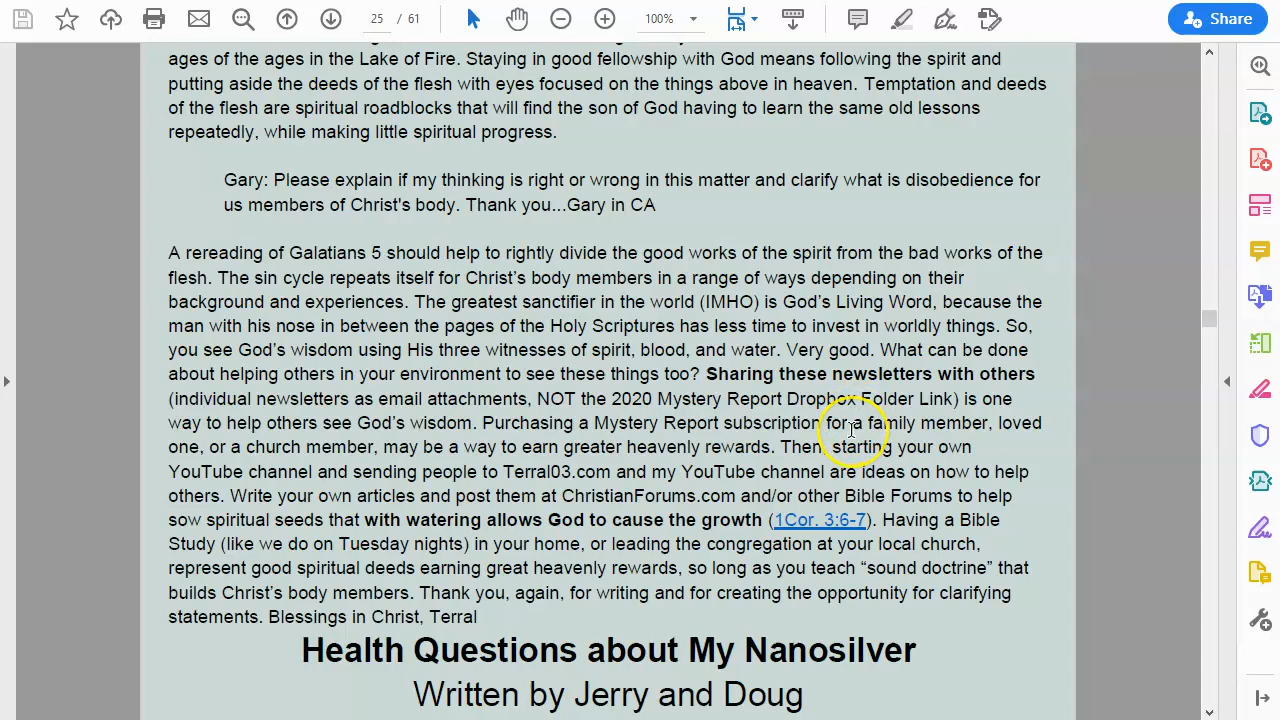 25 / 61
100%
Share
ages of the ages in the Lake of Fire. Staying in good fellowship with God means following the spirit and
putting aside the deeds of the flesh with eyes focused on the things above in heaven. Temptation and deeds
of the flesh are spiritual roadblocks that will find the son of God having to learn the same old lessons
repeatedly, while making little spiritual progress.
Gary: Please explain if my thinking is right or wrong in this matter and clarify what is disobedience for
us members of Christ's body. Thank you...Gary in CA
A rereading of Galatians 5 should help to rightly divide the good works of the spirit from the bad works of the
flesh. The sin cycle repeats itself for Christ’s body members in a range of ways depending on their
background and experiences. The greatest sanctifier in the world (IMHO) is God’s Living Word, because the
man with his nose in between the pages of the Holy Scriptures has less time to invest in worldly things. So,
you see God’s wisdom using His three witnesses of spirit, blood, and water. Very good. What can be done
about helping others in your environment to see these things too? Sharing these newsletters with others
(individual newsletters as email attachments, NOT the 2020 Mystery Report Dropbox Folder Link) is one
way to help others see God’s wisdom. Purchasing a Mystery Report subscription for a family member, loved
one, or a church member, may be a way to earn greater heavenly rewards. Then, starting your own
YouTube channel and sending people to Terral03.com and my YouTube channel are ideas on how to help
others. Write your own articles and post them at ChristianForums.com and/or other Bible Forums to help
sow spiritual seeds that with watering allows God to cause the growth (1Cor. 3:6-7). Having a Bible
Study (like we do on Tuesday nights) in your home, or leading the congregation at your local church,
represent good spiritual deeds earning great heavenly rewards, so long as you teach “sound doctrine” that
builds Christ’s body members. Thank you, again, for writing and for creating the opportunity for clarifying
statements. Blessings in Christ, Terral
Health Questions about My Nanosilver
Written by Jerry and Doug